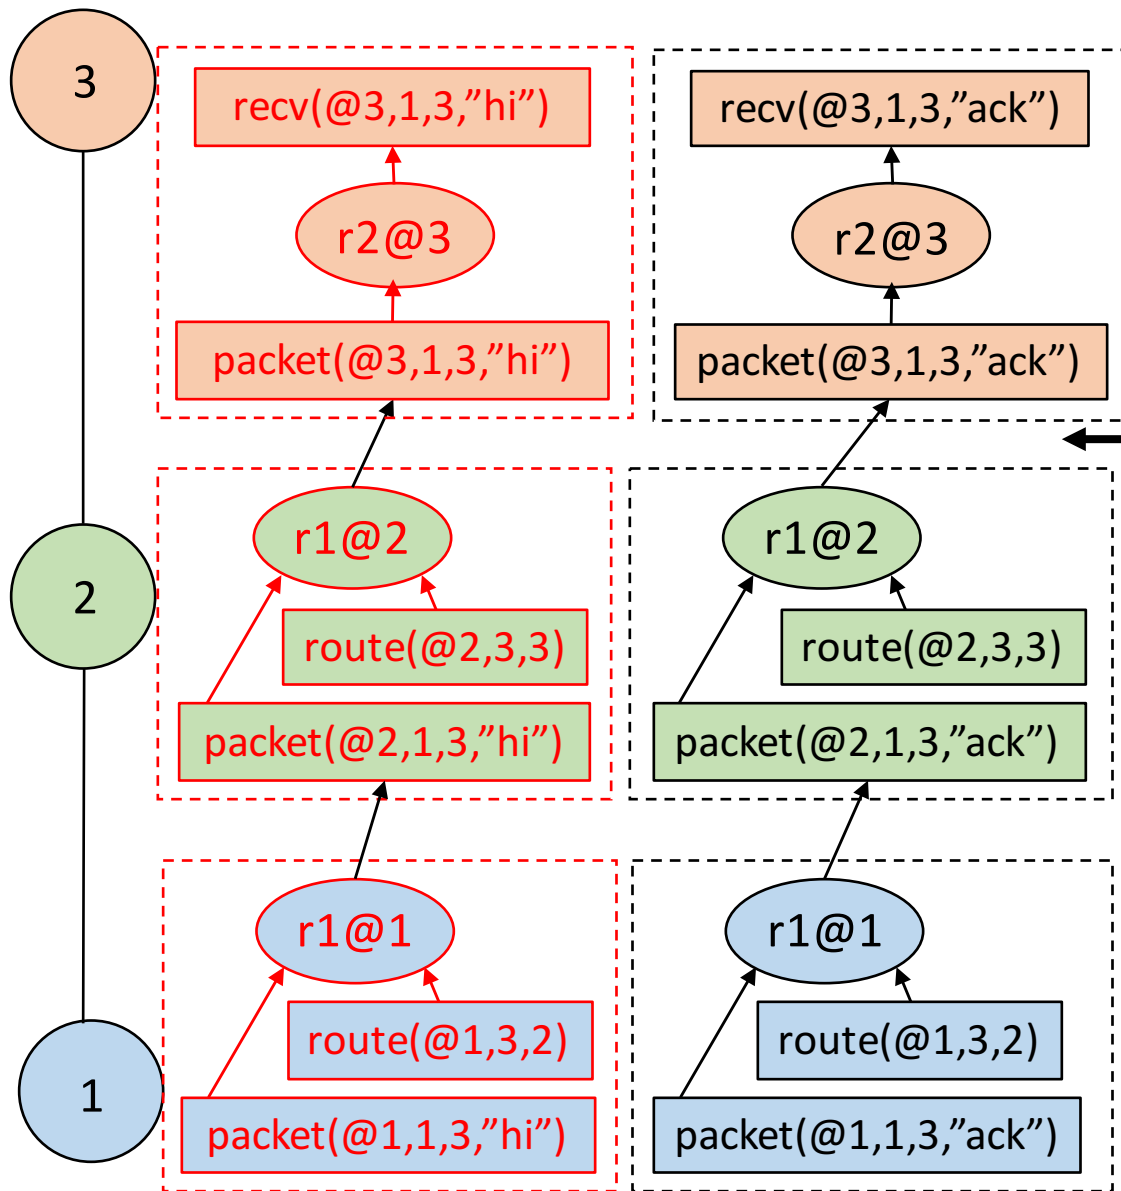 3
recv(@3,1,3,”hi”)
recv(@3,1,3,”ack”)
r2@3
r2@3
packet(@3,1,3,”hi”)
packet(@3,1,3,”ack”)
2
r1@2
r1@2
route(@2,3,3)
route(@2,3,3)
packet(@2,1,3,”hi”)
packet(@2,1,3,”ack”)
1
r1@1
r1@1
route(@1,3,2)
route(@1,3,2)
packet(@1,1,3,”hi”)
packet(@1,1,3,”ack”)